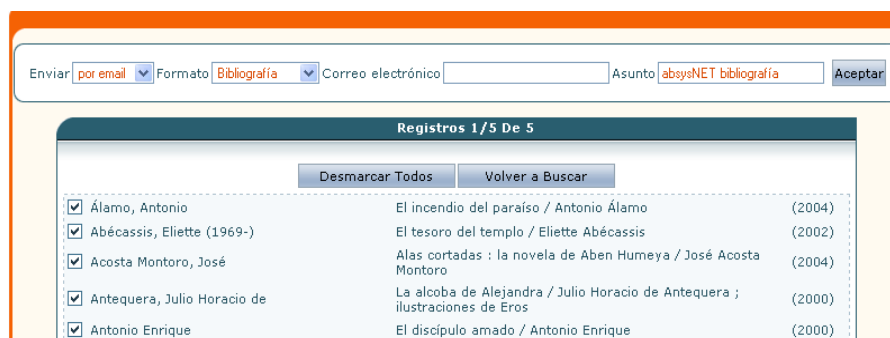 Enviar por email Formato Bibliografía Correo electrónico Asunto absysNET bibliografía Aceptar
Registros 1/5 De 5
Desmarcar Todos Volver a Buscar
Álamo, Antonio El incendio del paraíso / Antonio Álamo (2004)
Abécassis, Eliette (1969-) El tesoro del templo / Eliette Abécassis (2002)
Acosta Montoro, José Alas cortadas : la novela de Aben Humeya / José Acosta Montoro (2004)
Antequera, Julio Horacio de La alcoba de Alejandra / Julio Horacio de Antequera ; ilustraciones de Eros (2000)
Antonio Enrique El discípulo amado / Antonio Enrique (2000)